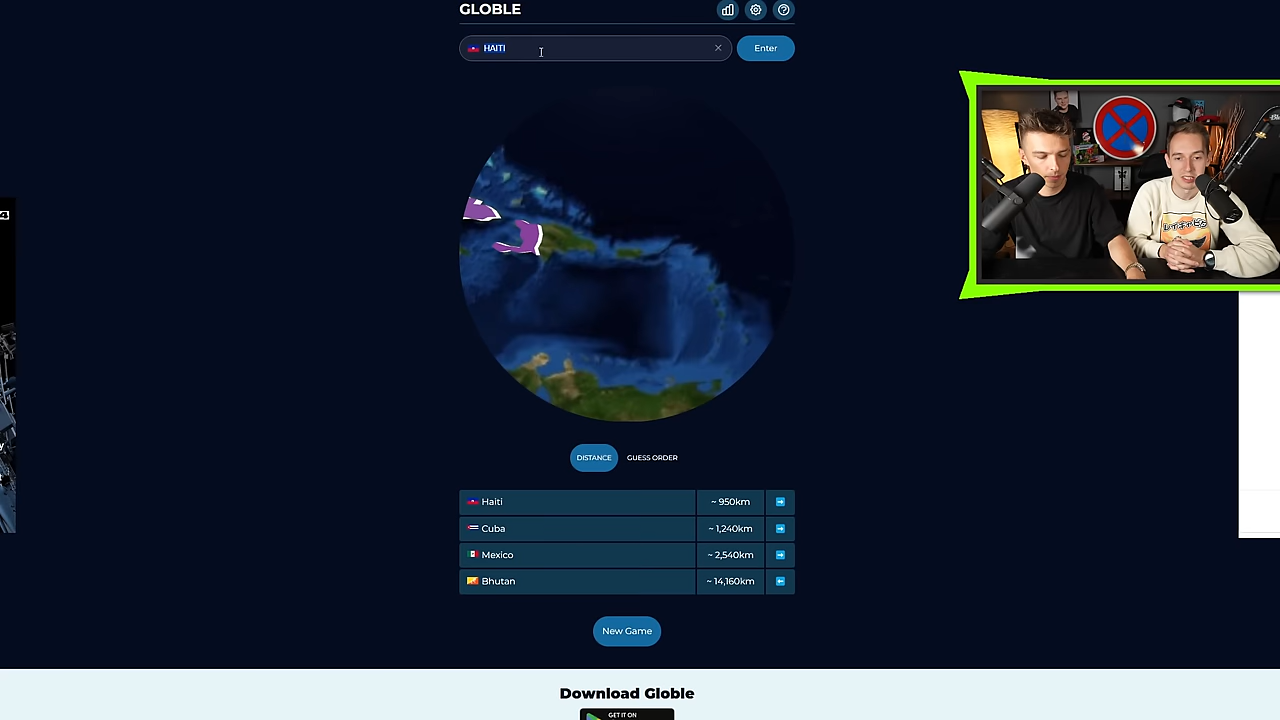 GLOBLE
HAITI
Enter
4
y
DISTANCE
GUESS ORDER
Haiti
~ 950km
Cuba
~ 1,240km
Mexico
~ 2,540km
Bhutan
~ 14,160km
New Game
Download Globle
GET IT ON